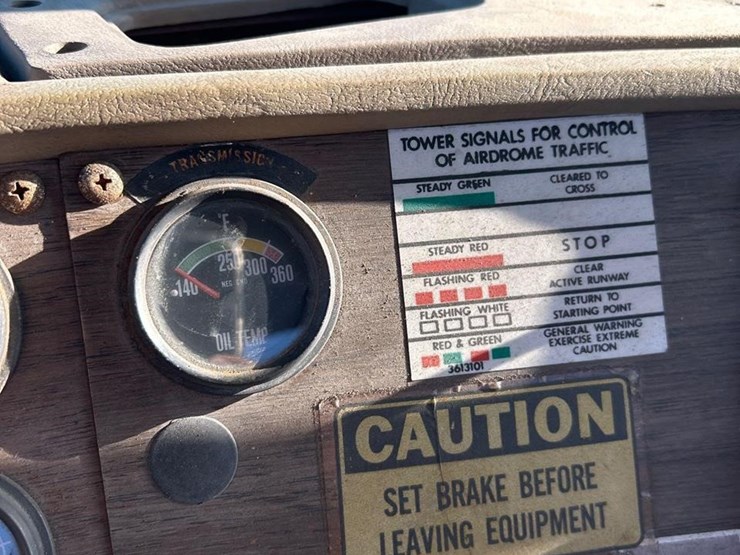 TRANSMISSION
°F
250
300
140
360
NEG GND
OIL TEMP
TOWER SIGNALS FOR CONTROL
OF AIRDROME TRAFFIC
STEADY GREEN
CLEARED TO
CROSS
STEADY RED
STOP
FLASHING RED
CLEAR
ACTIVE RUNWAY
FLASHING WHITE
RETURN TO
STARTING POINT
RED & GREEN
GENERAL WARNING
EXERCISE EXTREME
CAUTION
3613101
CAUTION
SET BRAKE BEFORE
LEAVING EQUIPMENT